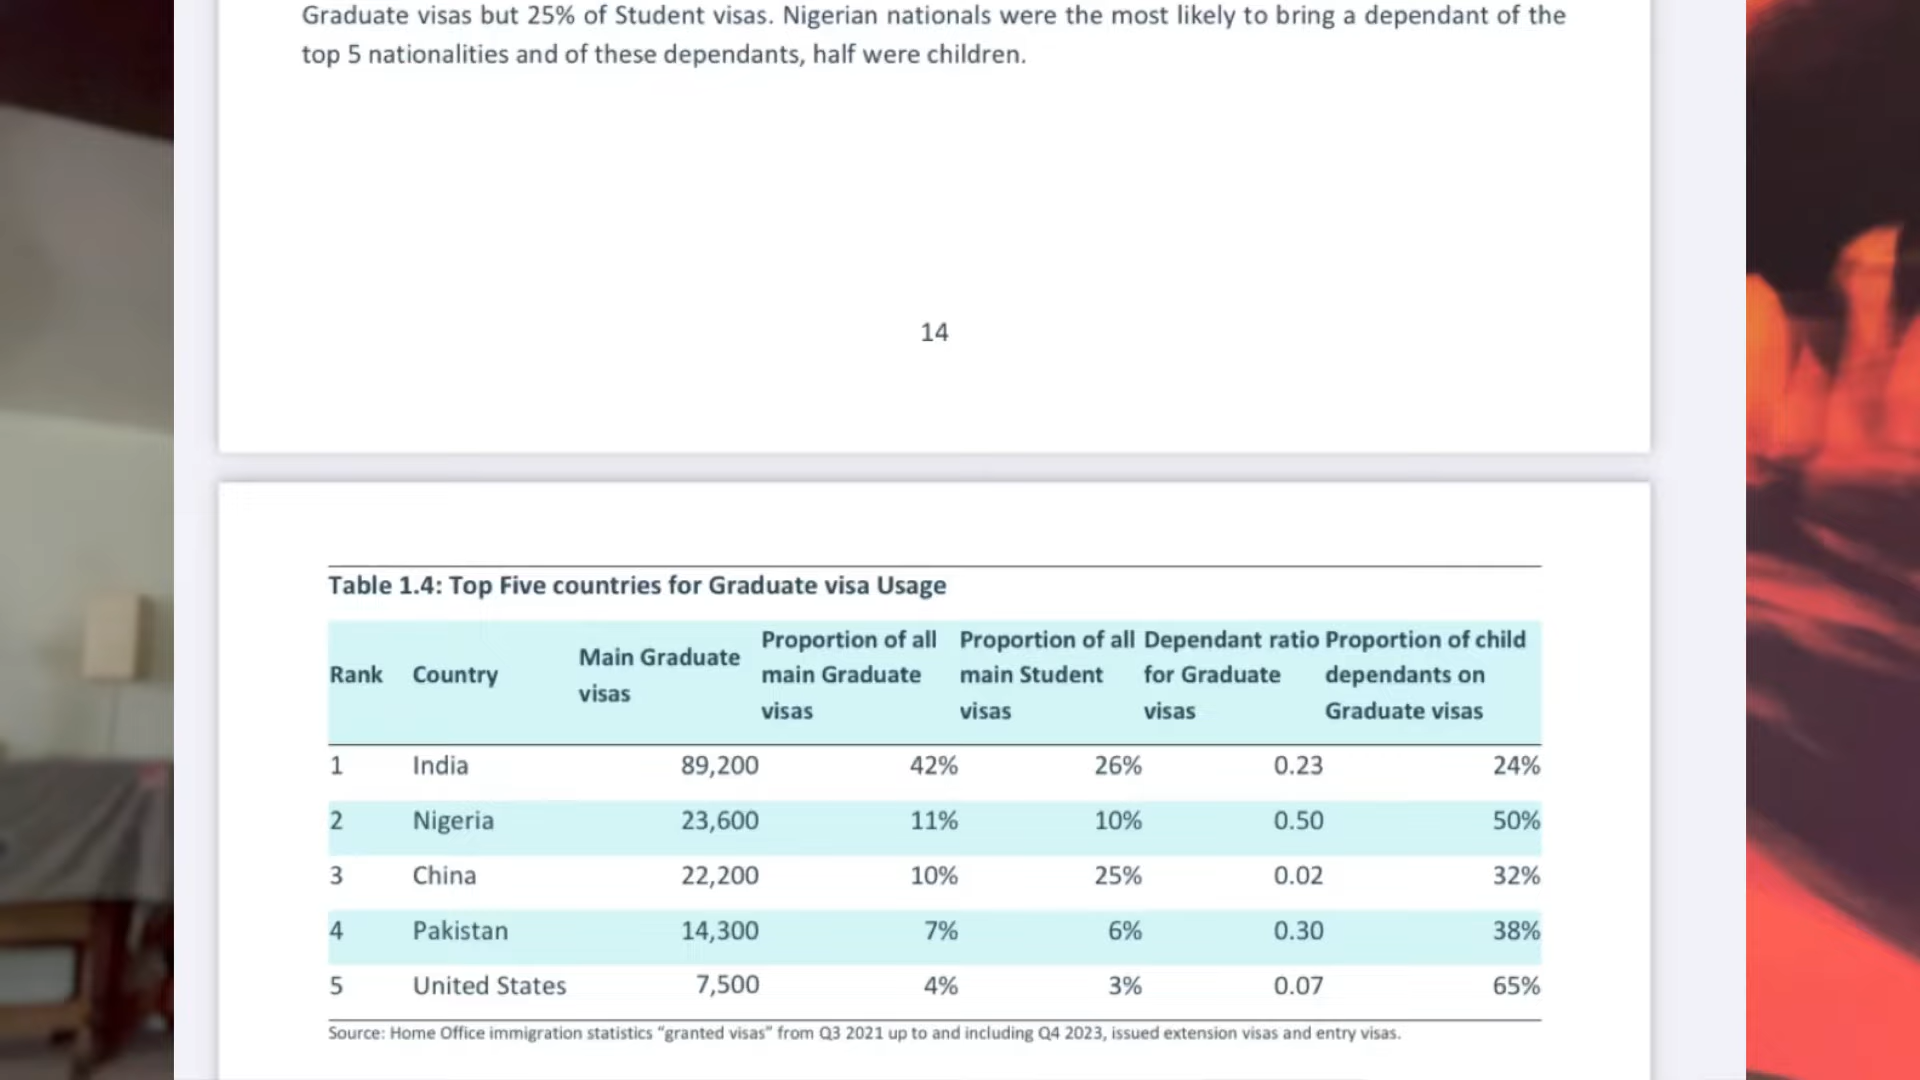 Graduate visas but 25% of Student visas. Nigerian nationals were the most likely to bring a dependant of the
top 5 nationalities and of these dependants, half were children.
14
Table 1.4: Top Five countries for Graduate visa Usage
Rank Country Main Graduate visas Proportion of all main Graduate visas Proportion of all main Student visas Dependant ratio for Graduate visas Proportion of child dependants on Graduate visas
1 India 89,200 42% 26% 0.23 24%
2 Nigeria 23,600 11% 10% 0.50 50%
3 China 22,200 10% 25% 0.02 32%
4 Pakistan 14,300 7% 6% 0.30 38%
5 United States 7,500 4% 3% 0.07 65%
Source: Home Office immigration statistics “granted visas” from Q3 2021 up to and including Q4 2023, issued extension visas and entry visas.